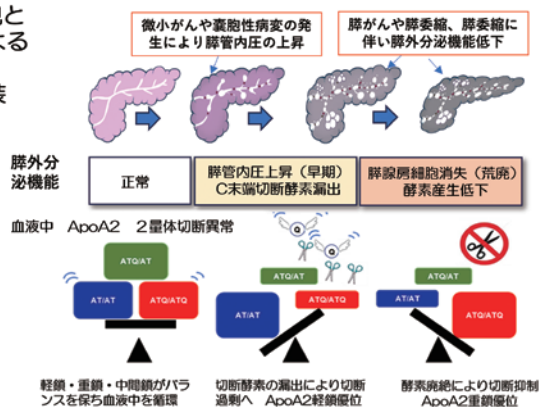 微小がんや嚢胞性病変の発
生により膵管内圧の上昇
膵がんや膵萎縮、膵萎縮に
伴い膵外分泌機能低下
と
よる
膵外分
泌機能
正常
膵管内圧上昇（早期）
C末端切断酵素漏出
膵腺房細胞消失（荒廃）
酵素産生低下
血液中　ApoA2　２量体切断異常
ATQ/AT
AT/AT
ATQ/ATQ
Q
Q
ATQ/AT
AT/AT
ATQ/ATQ
ATQ/AT
AT/AT
ATQ/ATQ
軽鎖・重鎖・中間鎖がバラ
ンスを保ち血液中を循環
切断酵素の漏出により切断
過剰へ　ApoA2軽鎖優位
酵素廃絶により切断抑制
ApoA2重鎖優位